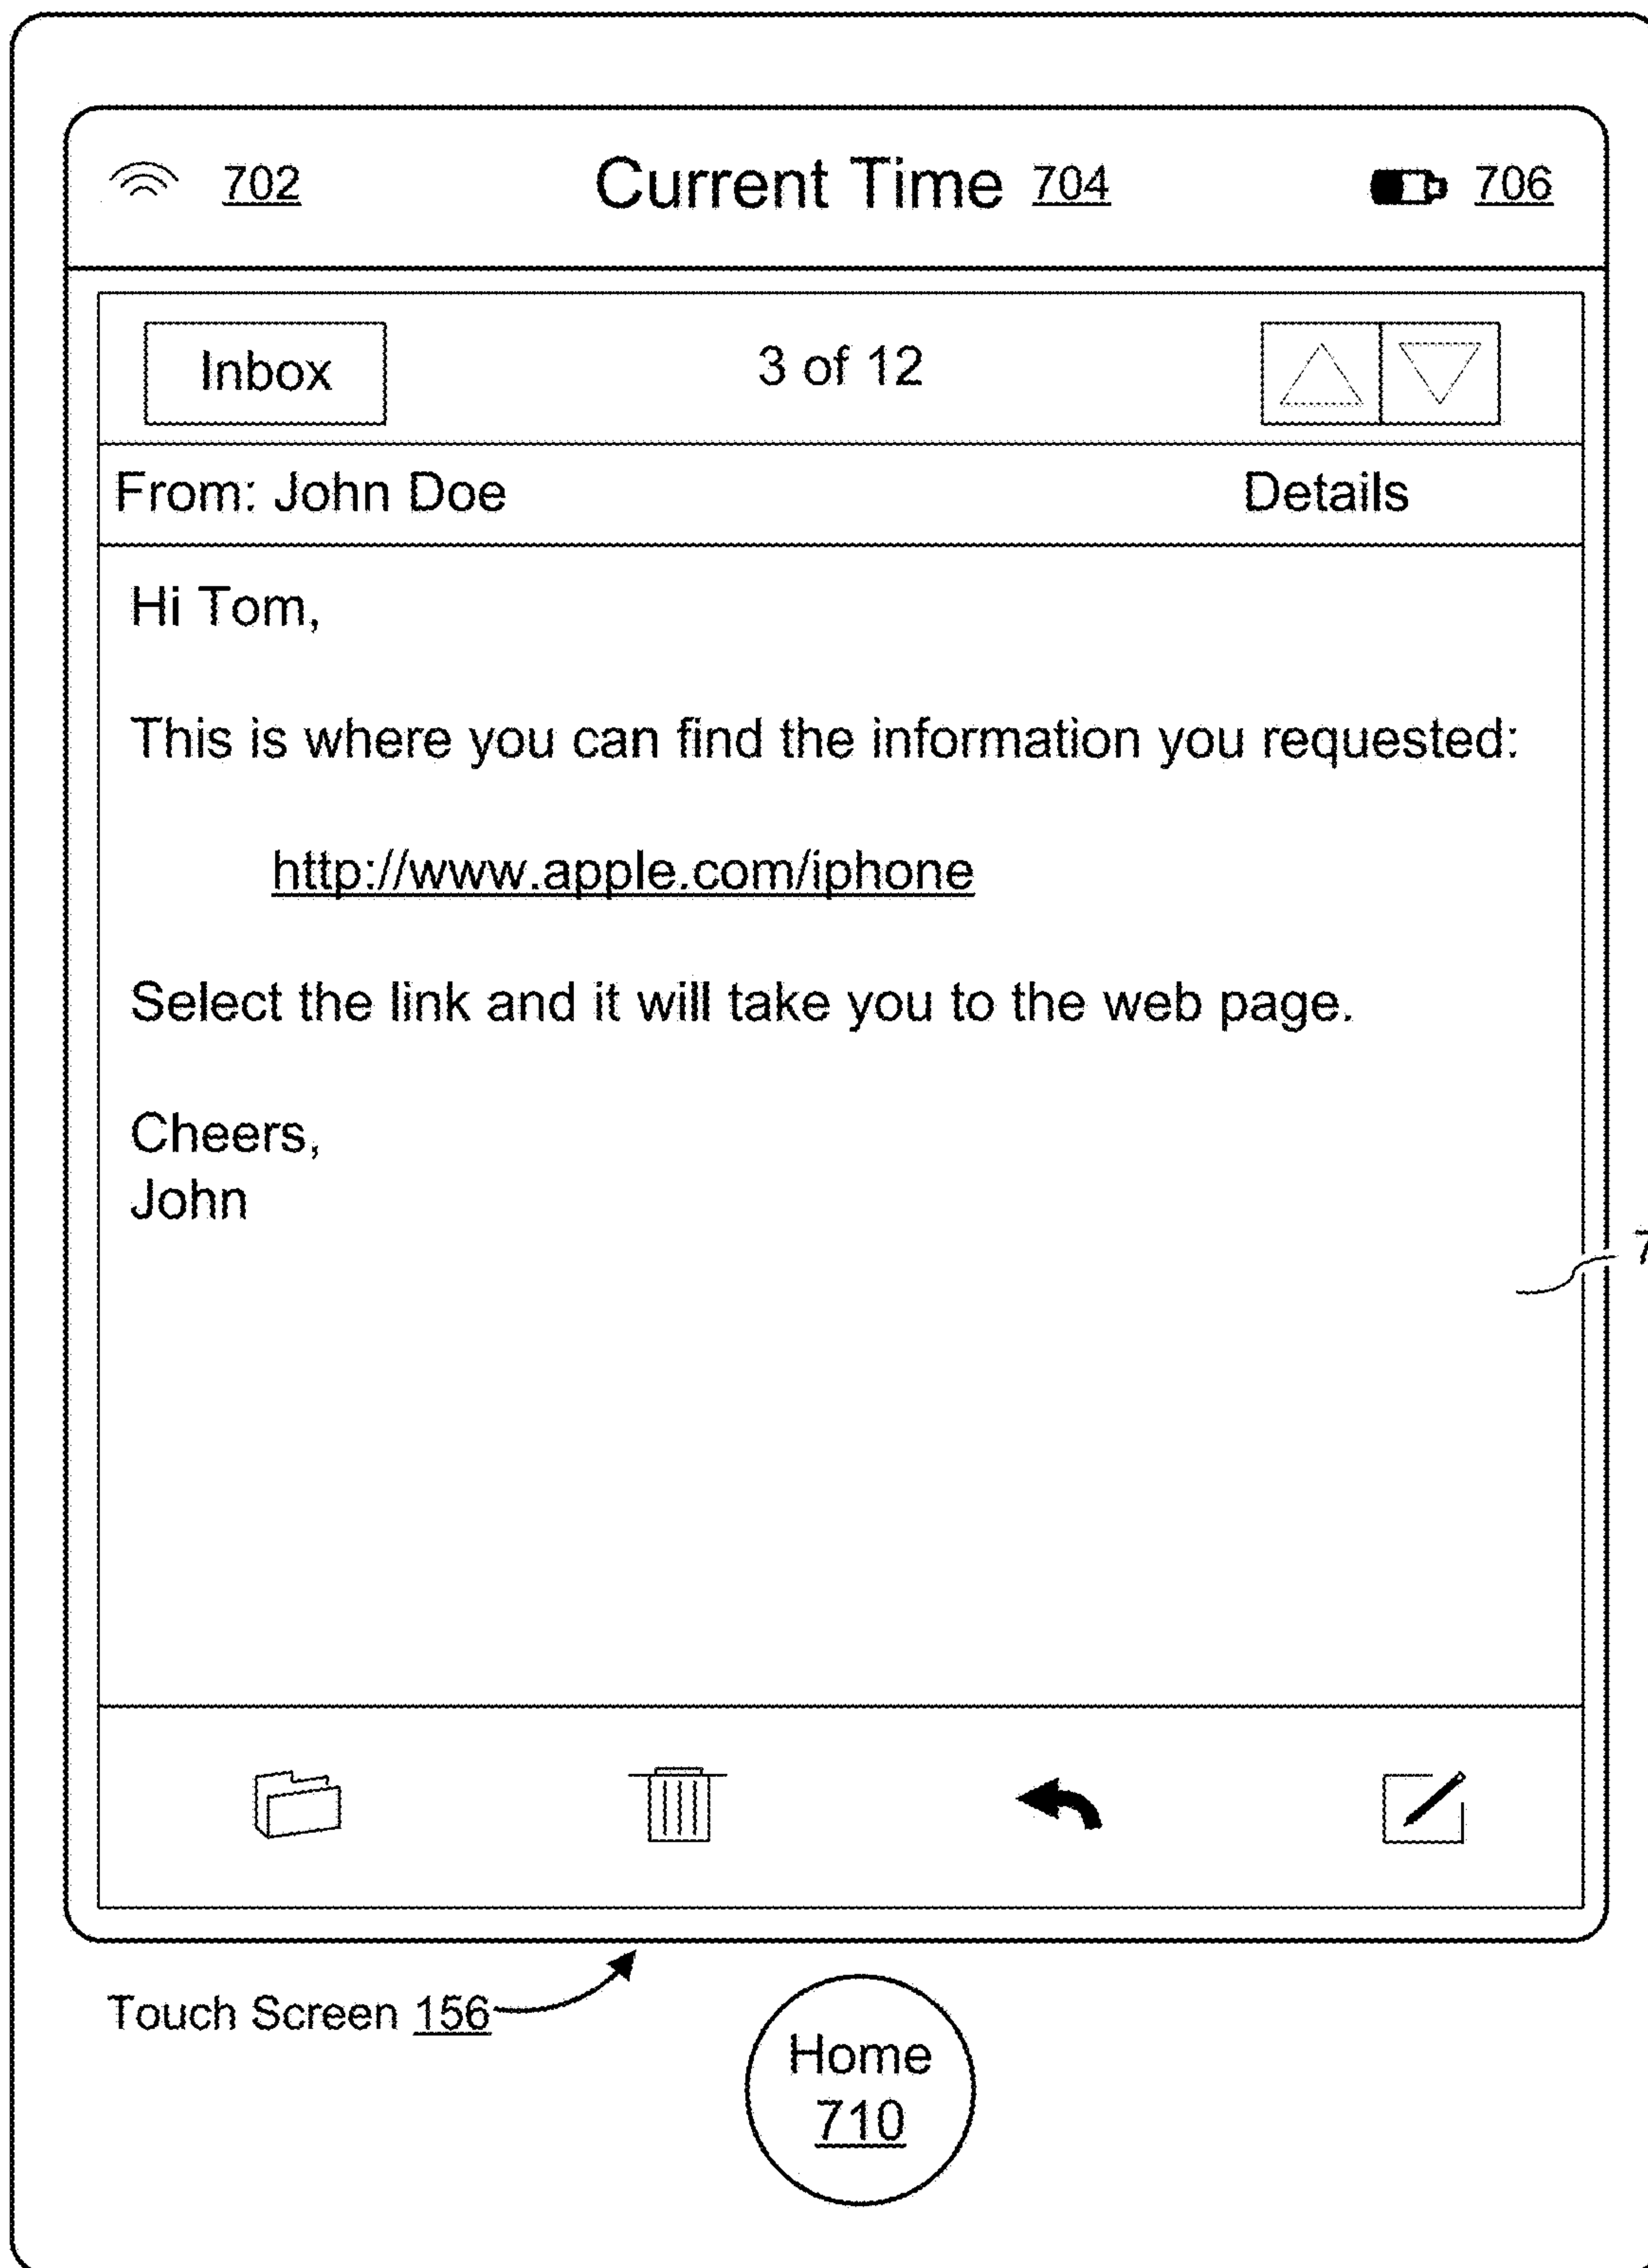 702 Current Time 704 706
Inbox 3 of 12
From: John Doe Details
Hi Tom,
This is where you can find the information you requested:
http://www.apple.com/iphone
Select the link and it will take you to the web page.
Cheers,
John
Touch Screen 156
Home
710